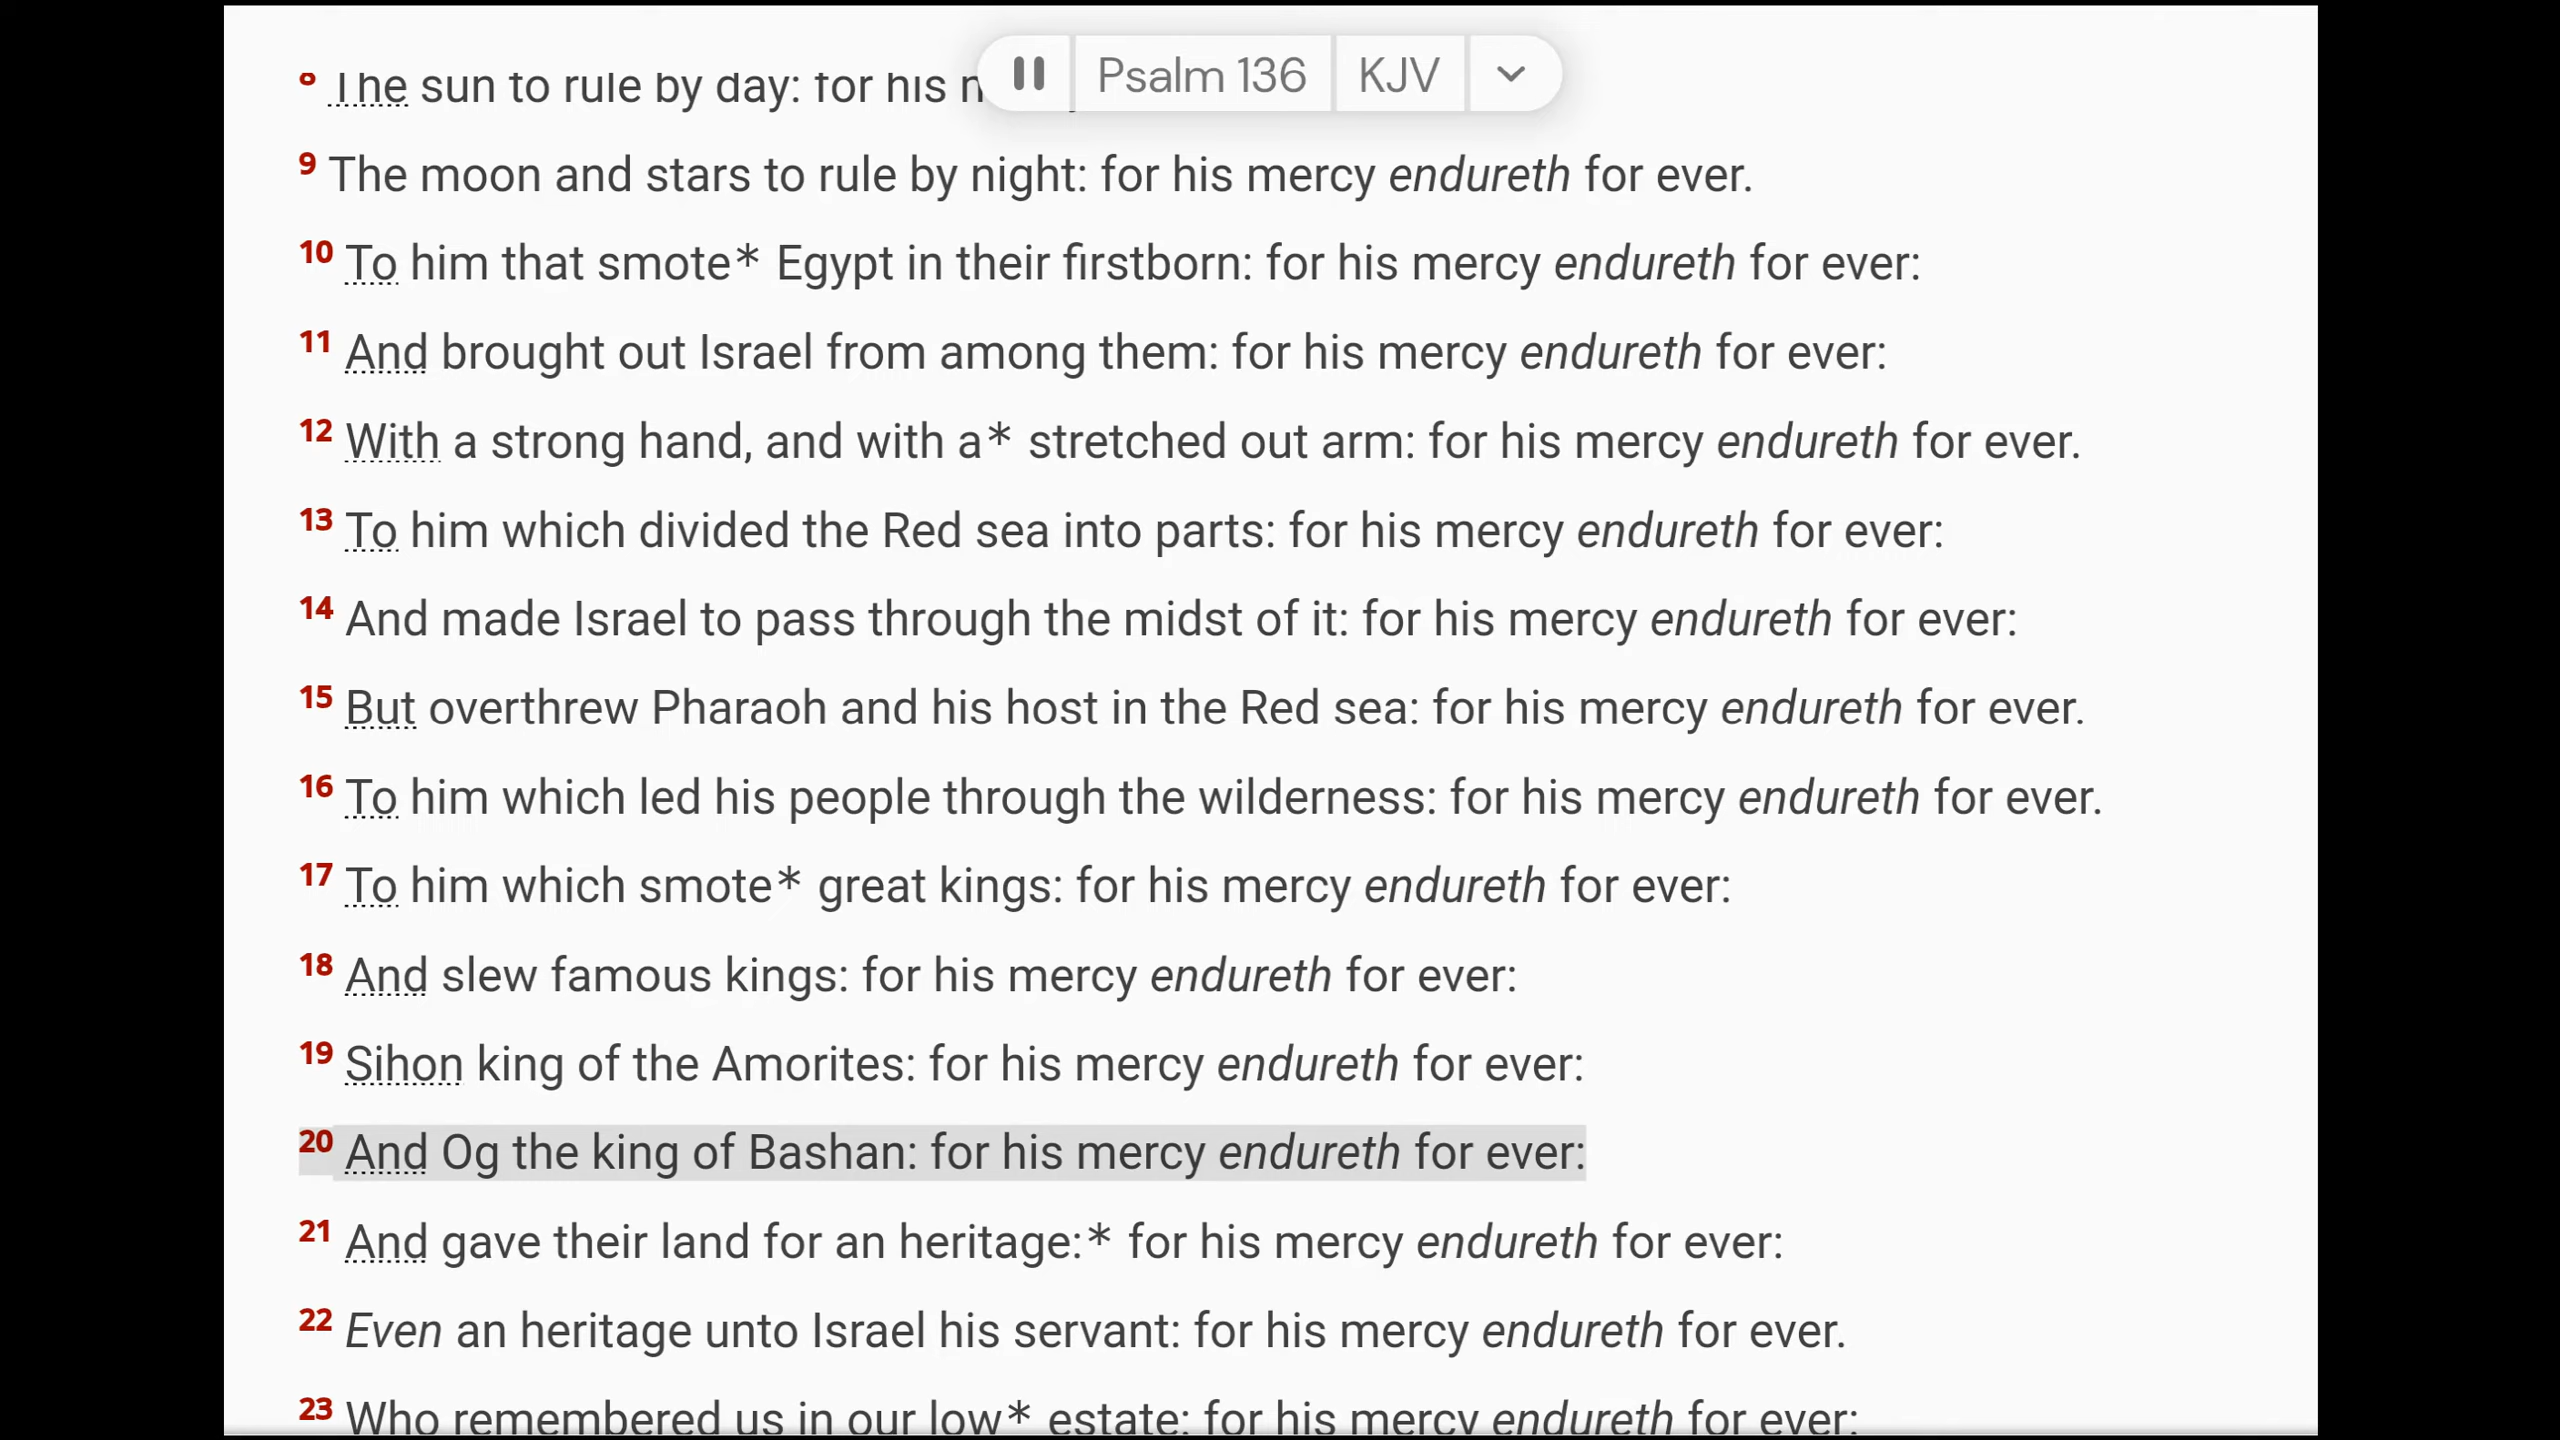 8 The sun to rule by day: for his
Psalm 136 KJV
9 The moon and stars to rule by night: for his mercy endureth for ever.
10 To him that smote* Egypt in their firstborn: for his mercy endureth for ever:
11 And brought out Israel from among them: for his mercy endureth for ever:
12 With a strong hand, and with a* stretched out arm: for his mercy endureth for ever.
13 To him which divided the Red sea into parts: for his mercy endureth for ever:
14 And made Israel to pass through the midst of it: for his mercy endureth for ever:
15 But overthrew Pharaoh and his host in the Red sea: for his mercy endureth for ever.
16 To him which led his people through the wilderness: for his mercy endureth for ever.
17 To him which smote* great kings: for his mercy endureth for ever:
18 And slew famous kings: for his mercy endureth for ever:
19 Sihon king of the Amorites: for his mercy endureth for ever:
20 And Og the king of Bashan: for his mercy endureth for ever:
21 And gave their land for an heritage:* for his mercy endureth for ever:
22 Even an heritage unto Israel his servant: for his mercy endureth for ever.
23 Who remembered us in our low* estate: for his mercy endureth for ever: